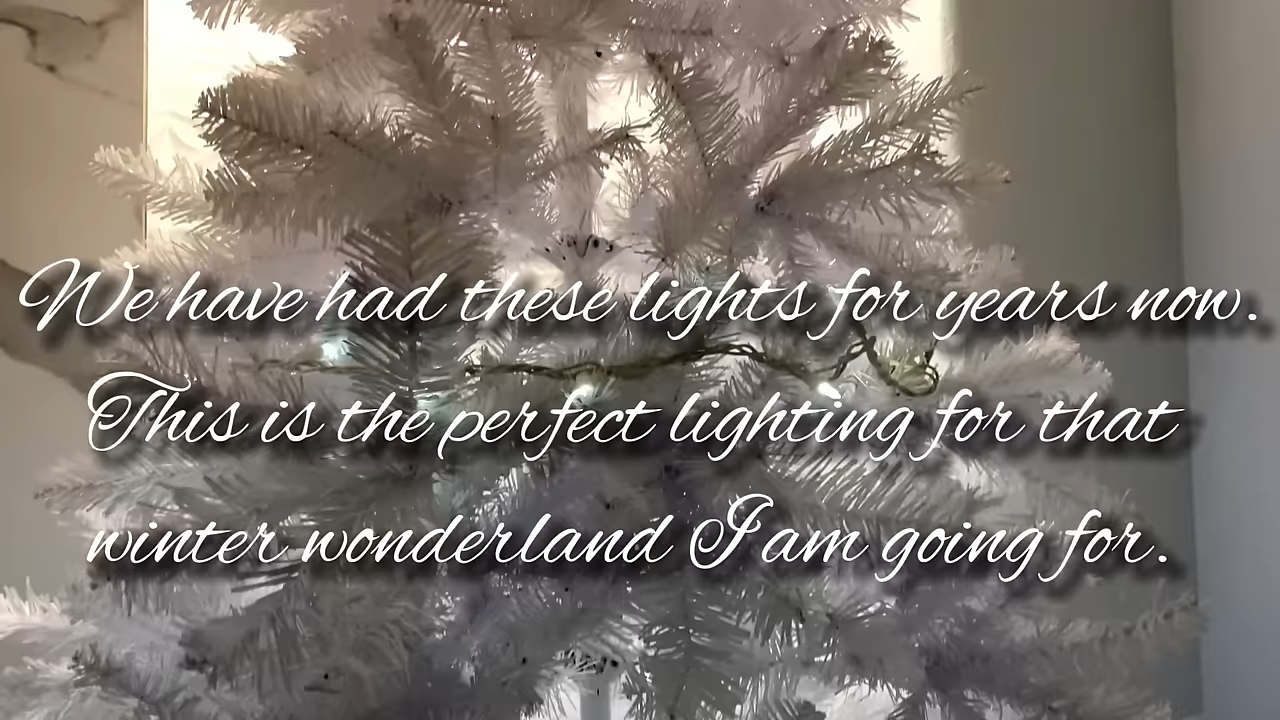 We have had these lights for years now.
This is the perfect lighting for that
winter wonderland I am going for.